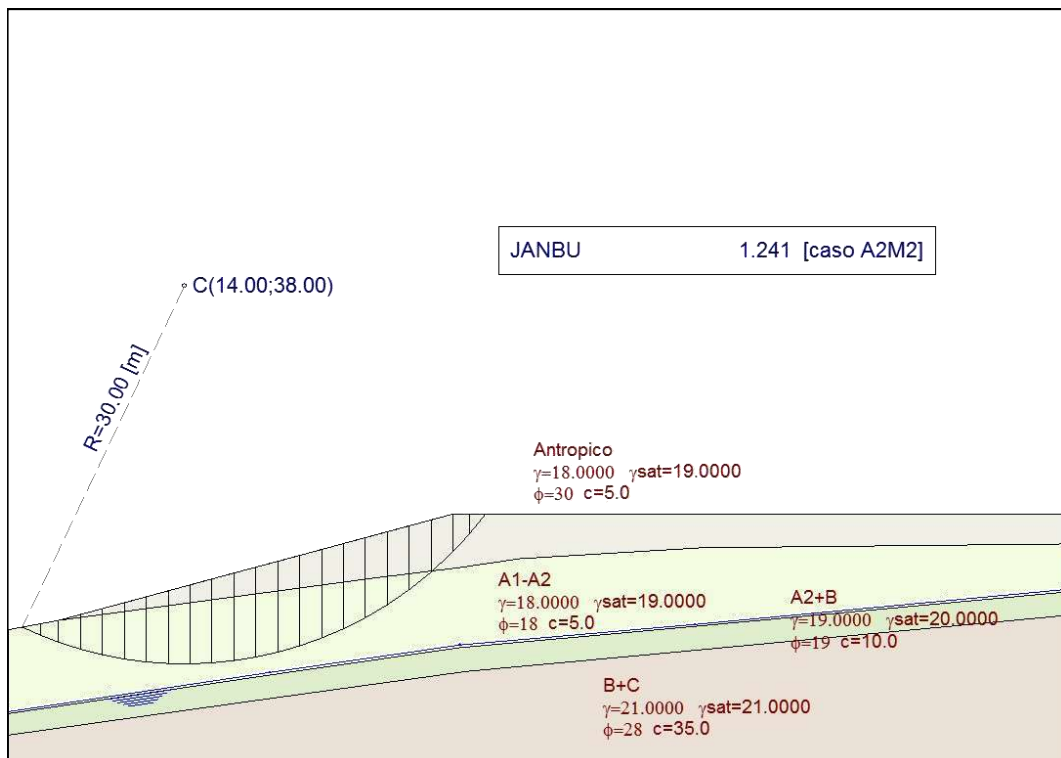 JANBU 1.241 [caso A2M2]
C(14.00;38.00)
R=30.00 [m]
Antropico
γ=18.0000 γsat=19.0000
ϕ=30 c=5.0
A1-A2
γ=18.0000 γsat=19.0000
ϕ=18 c=5.0
A2+B
γ=19.0000 γsat=20.0000
ϕ=19 c=10.0
B+C
γ=21.0000 γsat=21.0000
ϕ=28 c=35.0